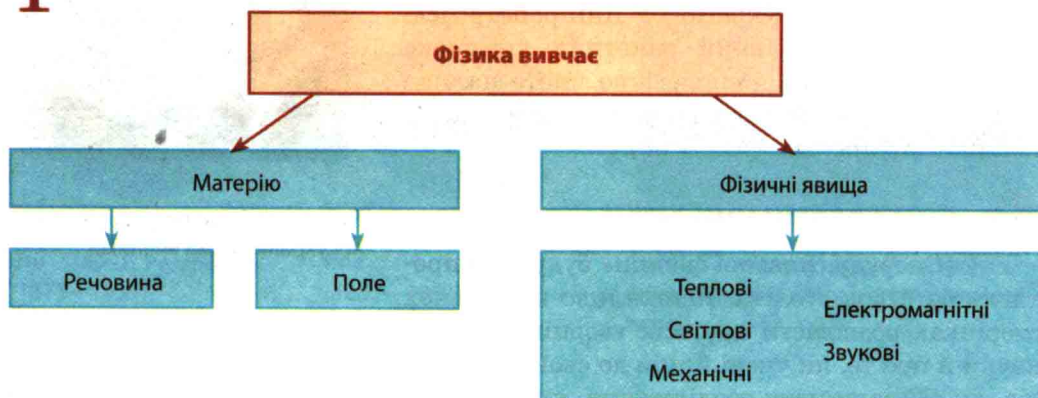 Фізика вивчає
Матерію
Фізичні явища
Речовина
Поле
Теплові
Світлові
Механічні
Електромагнітні
Звукові